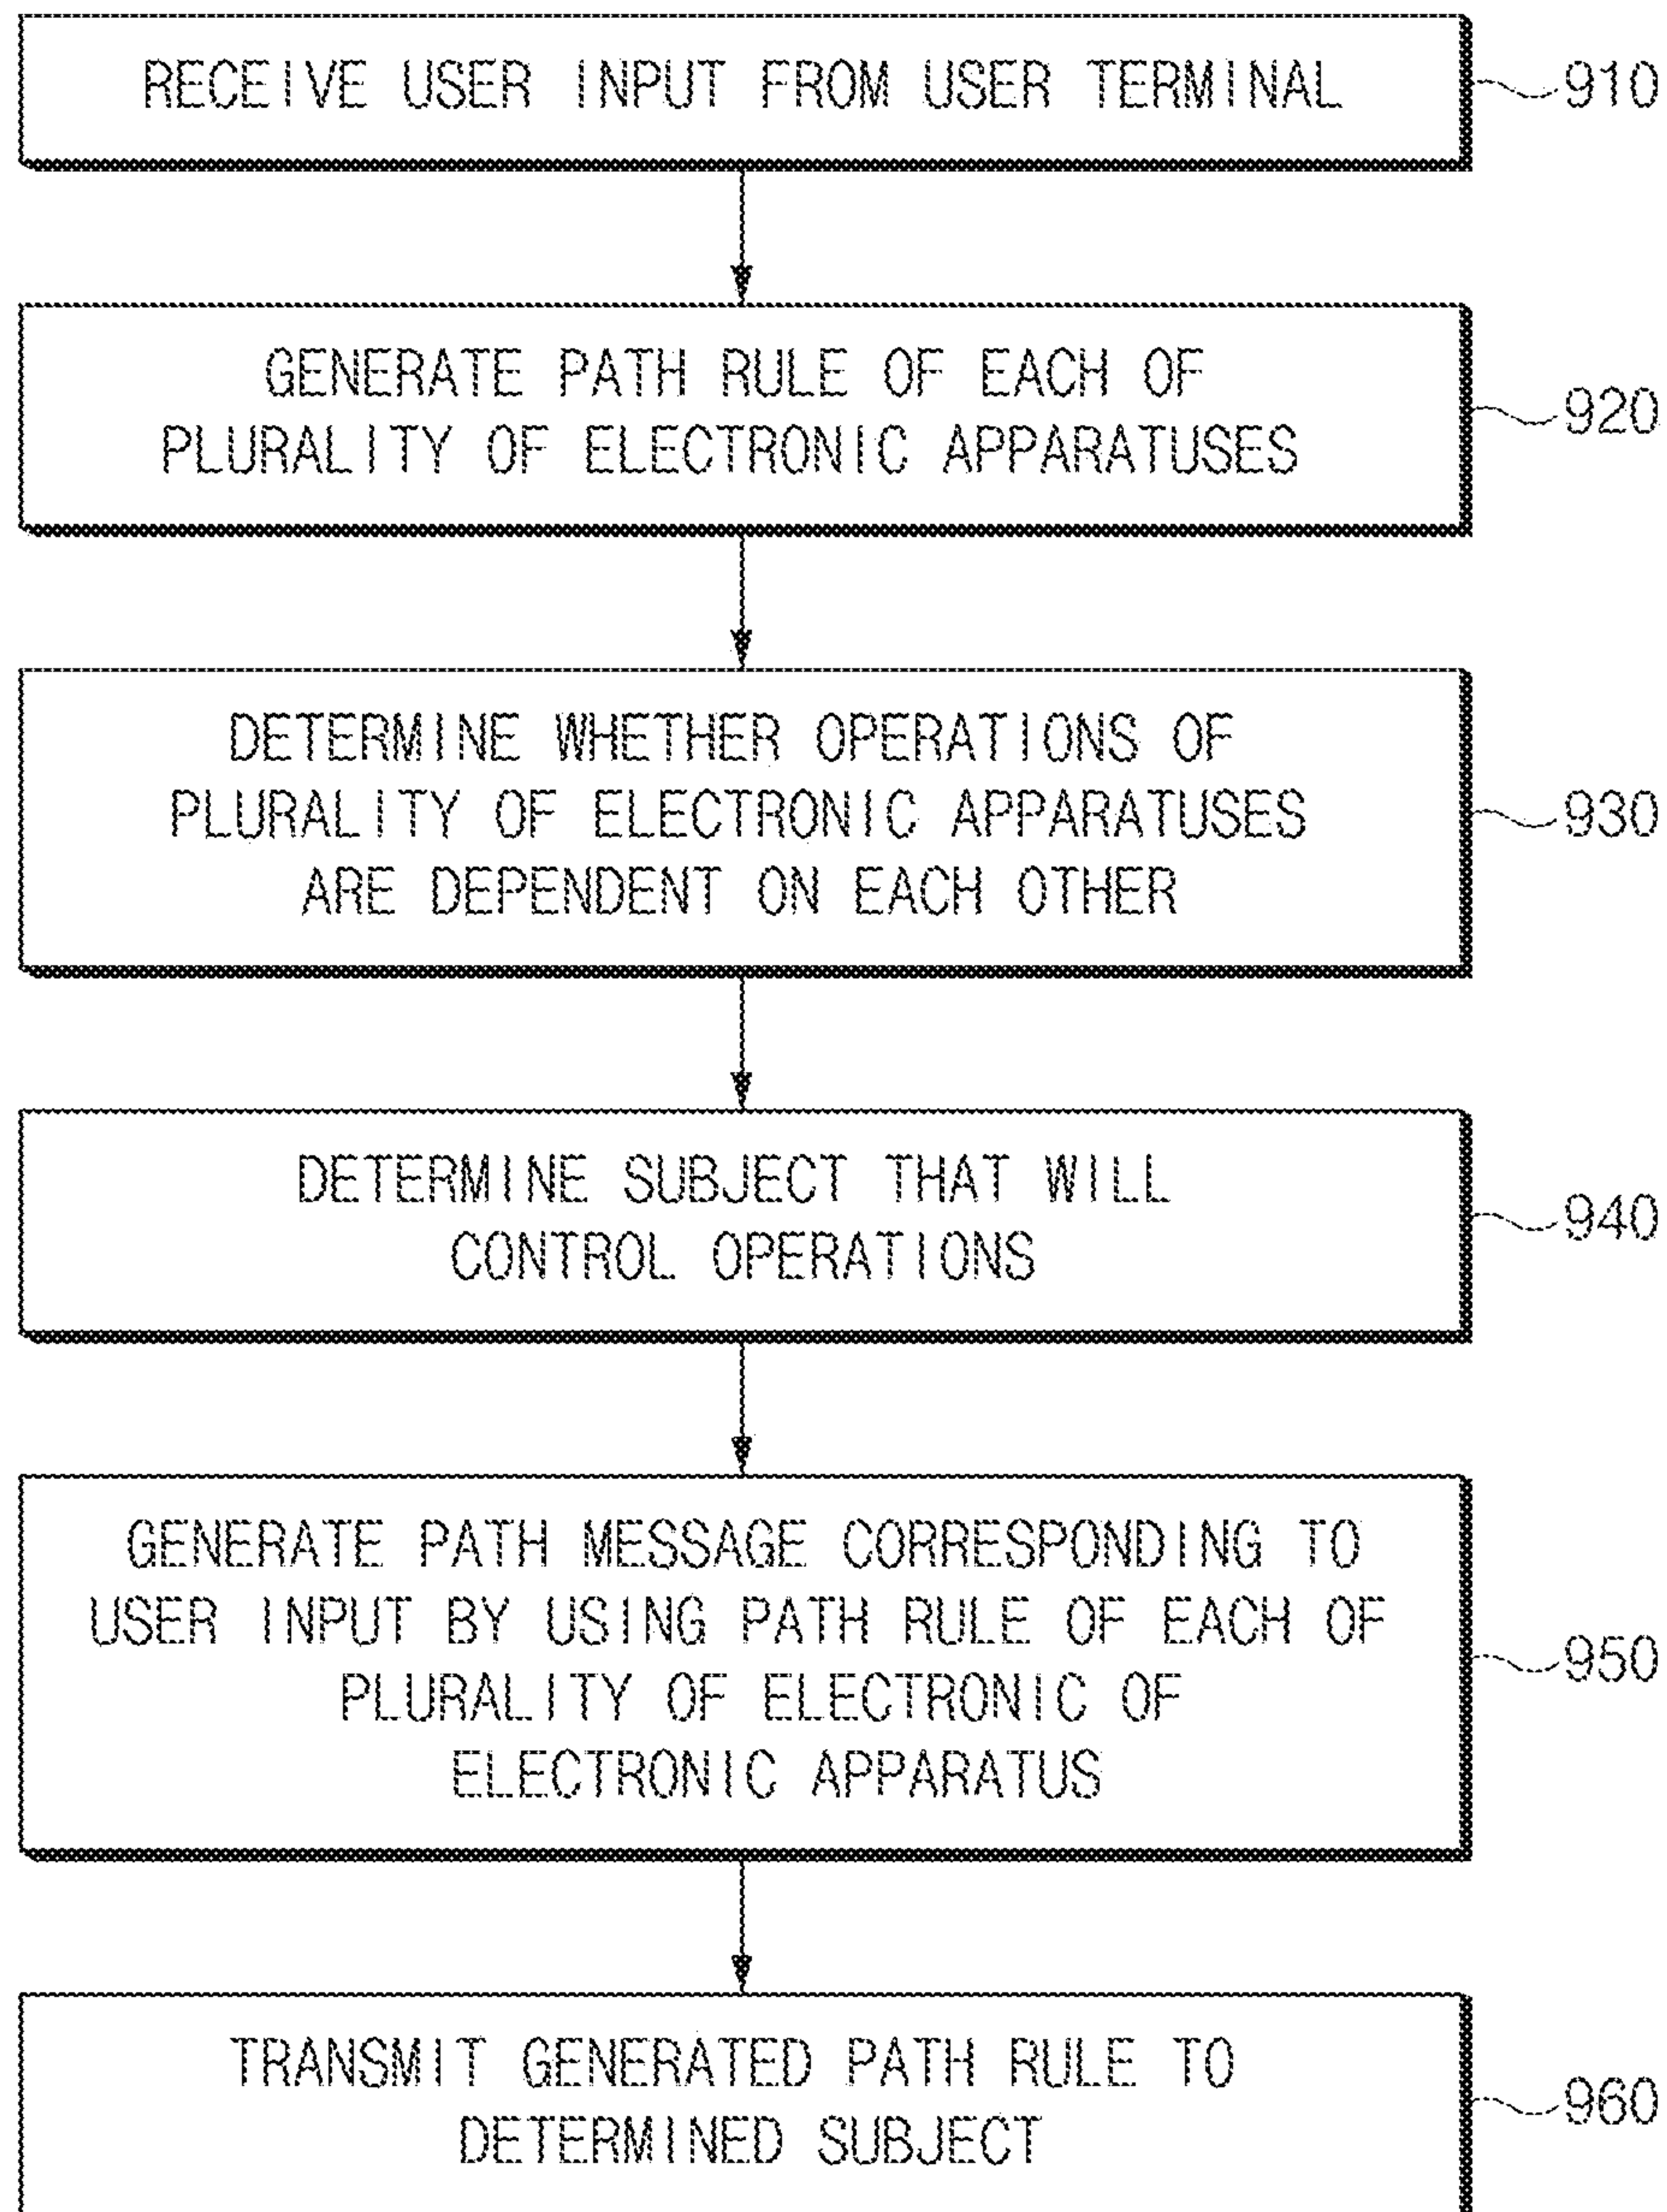 RECEIVE USER INPUT FROM USER TERMINAL
910
GENERATE PATH RULE OF EACH OF
PLURALITY OF ELECTRONIC APPARATUSES
920
DETERMINE WHETHER OPERATIONS OF
PLURALITY OF ELECTRONIC APPARATUSES
ARE DEPENDENT ON EACH OTHER
930
DETERMINE SUBJECT THAT WILL
CONTROL OPERATIONS
940
GENERATE PATH MESSAGE CORRESPONDING TO
USER INPUT BY USING PATH RULE OF EACH OF
PLURALITY OF ELECTRONIC OF
ELECTRONIC APPARATUS
950
TRANSMIT GENERATED PATH RULE TO
DETERMINED SUBJECT
960